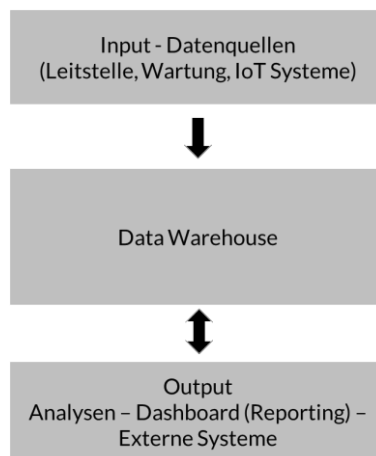 Input - Datenquellen
(Leitstelle, Wartung, IoT Systeme)
Data Warehouse
Output
Analysen – Dashboard (Reporting) –
Externe Systeme